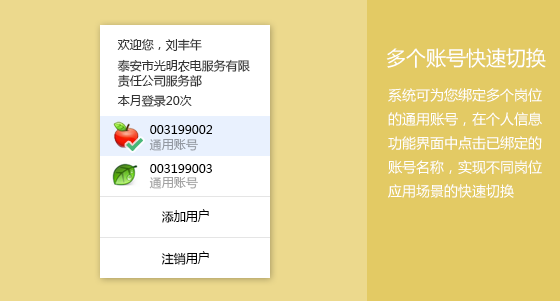 欢迎您，刘丰年
泰安市光明农电服务有限
责任公司服务部
本月登录20次
003199002
通用账号
003199003
通用账号
添加用户
注销用户
多个账号快速切换
系统可为您绑定多个岗位
的通用账号，在个人信息
功能界面中点击已绑定的
账号名称，实现不同岗位
应用场景的快速切换